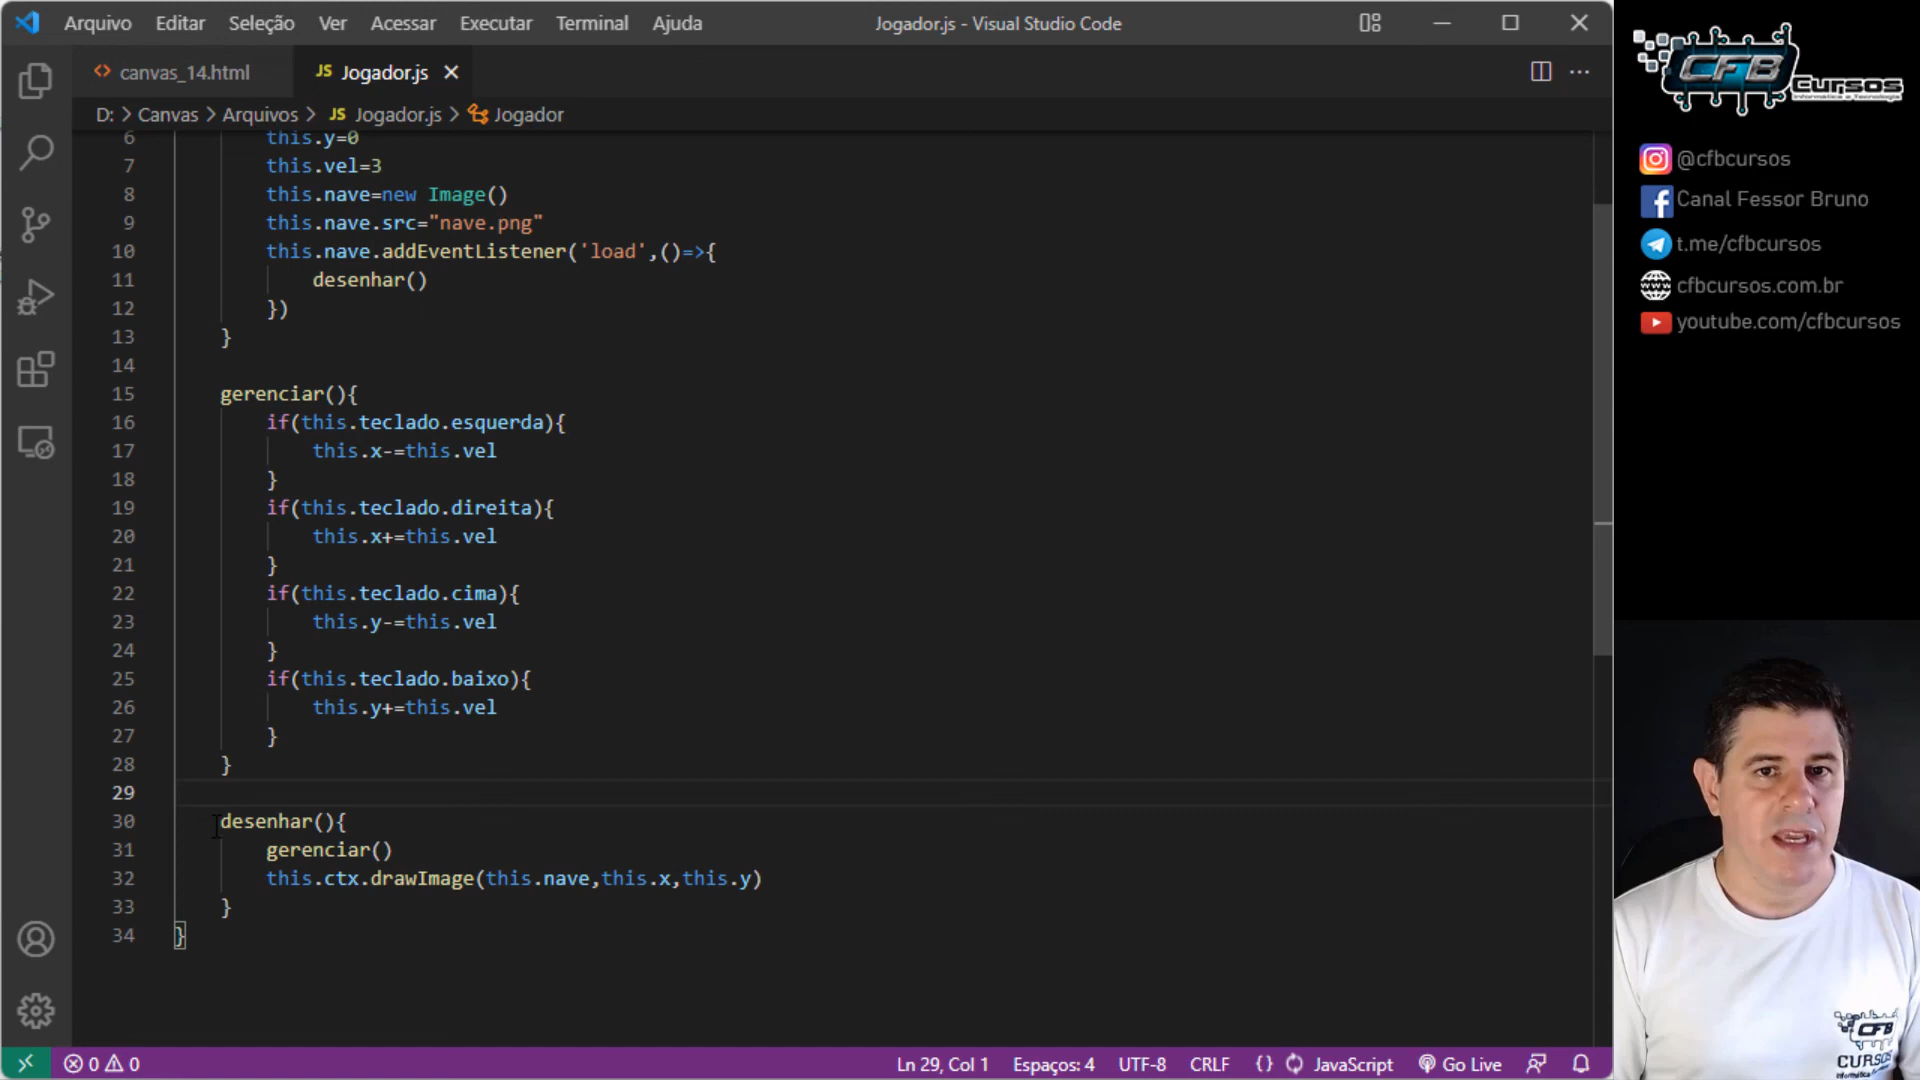 Arquivo Editar Seleção Ver Acessar Executar Terminal Ajuda
Jogador.js - Visual Studio Code
canvas_14.html
JS Jogador.js
D: > Canvas > Arquivos > JS Jogador.js > Jogador
6 this.y=0
7 this.vel=3
8 this.nave=new Image()
9 this.nave.src="nave.png"
10 this.nave.addEventListener('load',()=>{
11 desenhar()
12 })
13 }
14
15 gerenciar(){
16 if(this.teclado.esquerda){
17 this.x-=this.vel
18 }
19 if(this.teclado.direita){
20 this.x+=this.vel
21 }
22 if(this.teclado.cima){
23 this.y-=this.vel
24 }
25 if(this.teclado.baixo){
26 this.y+=this.vel
27 }
28 }
29
30 desenhar(){
31 gerenciar()
32 this.ctx.drawImage(this.nave,this.x,this.y)
33 }
34 }
0 0
Ln 29, Col 1 Espaços: 4 UTF-8 CRLF {} JavaScript Go Live
CFB Cursos
@cfbcursos
Canal Fessor Bruno
t.me/cfbcursos
cfbcursos.com.br
youtube.com/cfbcursos
CFB
CURSOS